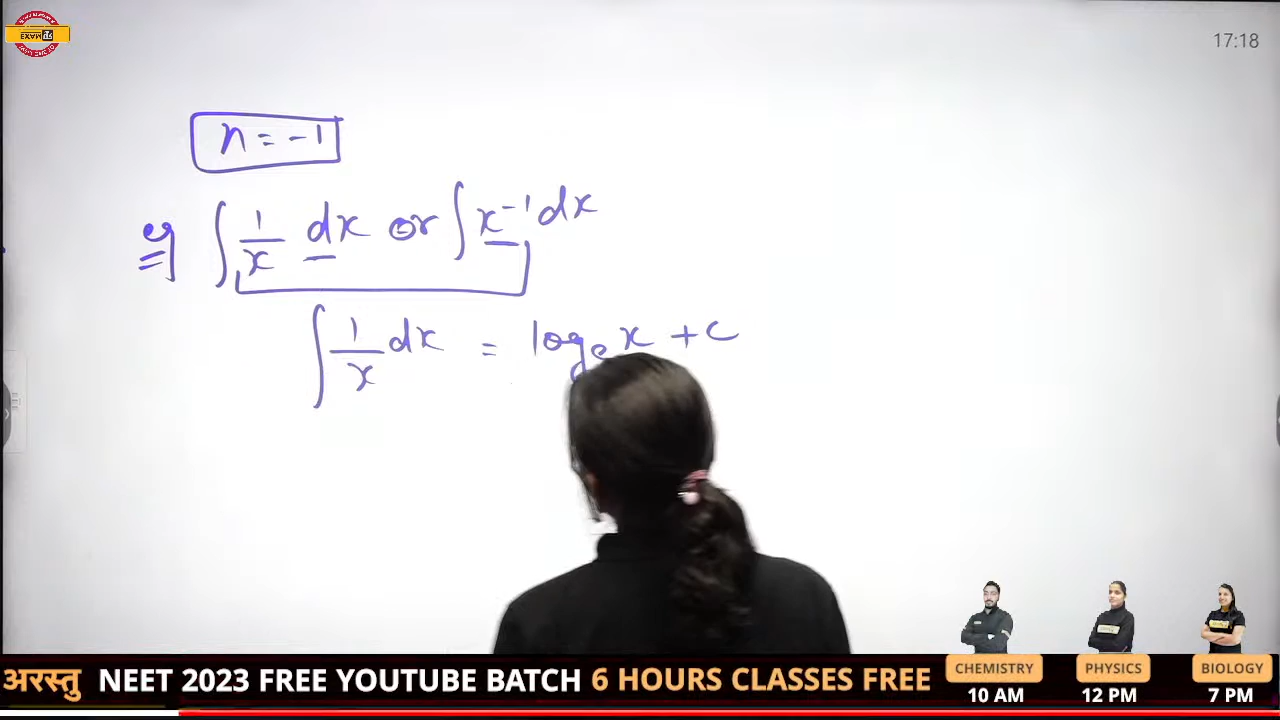 17:18
n = -1
eg ∫ 1/x dx or ∫ x⁻¹ dx
∫ 1/x dx = logₑ x + c
अरस्तु NEET 2023 FREE YOUTUBE BATCH 6 HOURS CLASSES FREE
CHEMISTRY
10 AM
PHYSICS
12 PM
BIOLOGY
7 PM